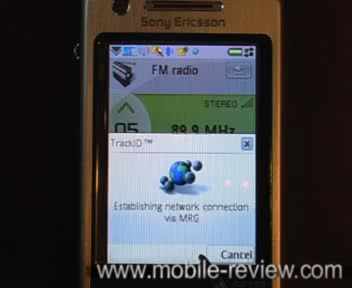 Sony Ericsson
FM radio
STEREO
05
89.9 MHz
TrackID™
Establishing network connection
via MRG
Cancel
www.mobile-review.com